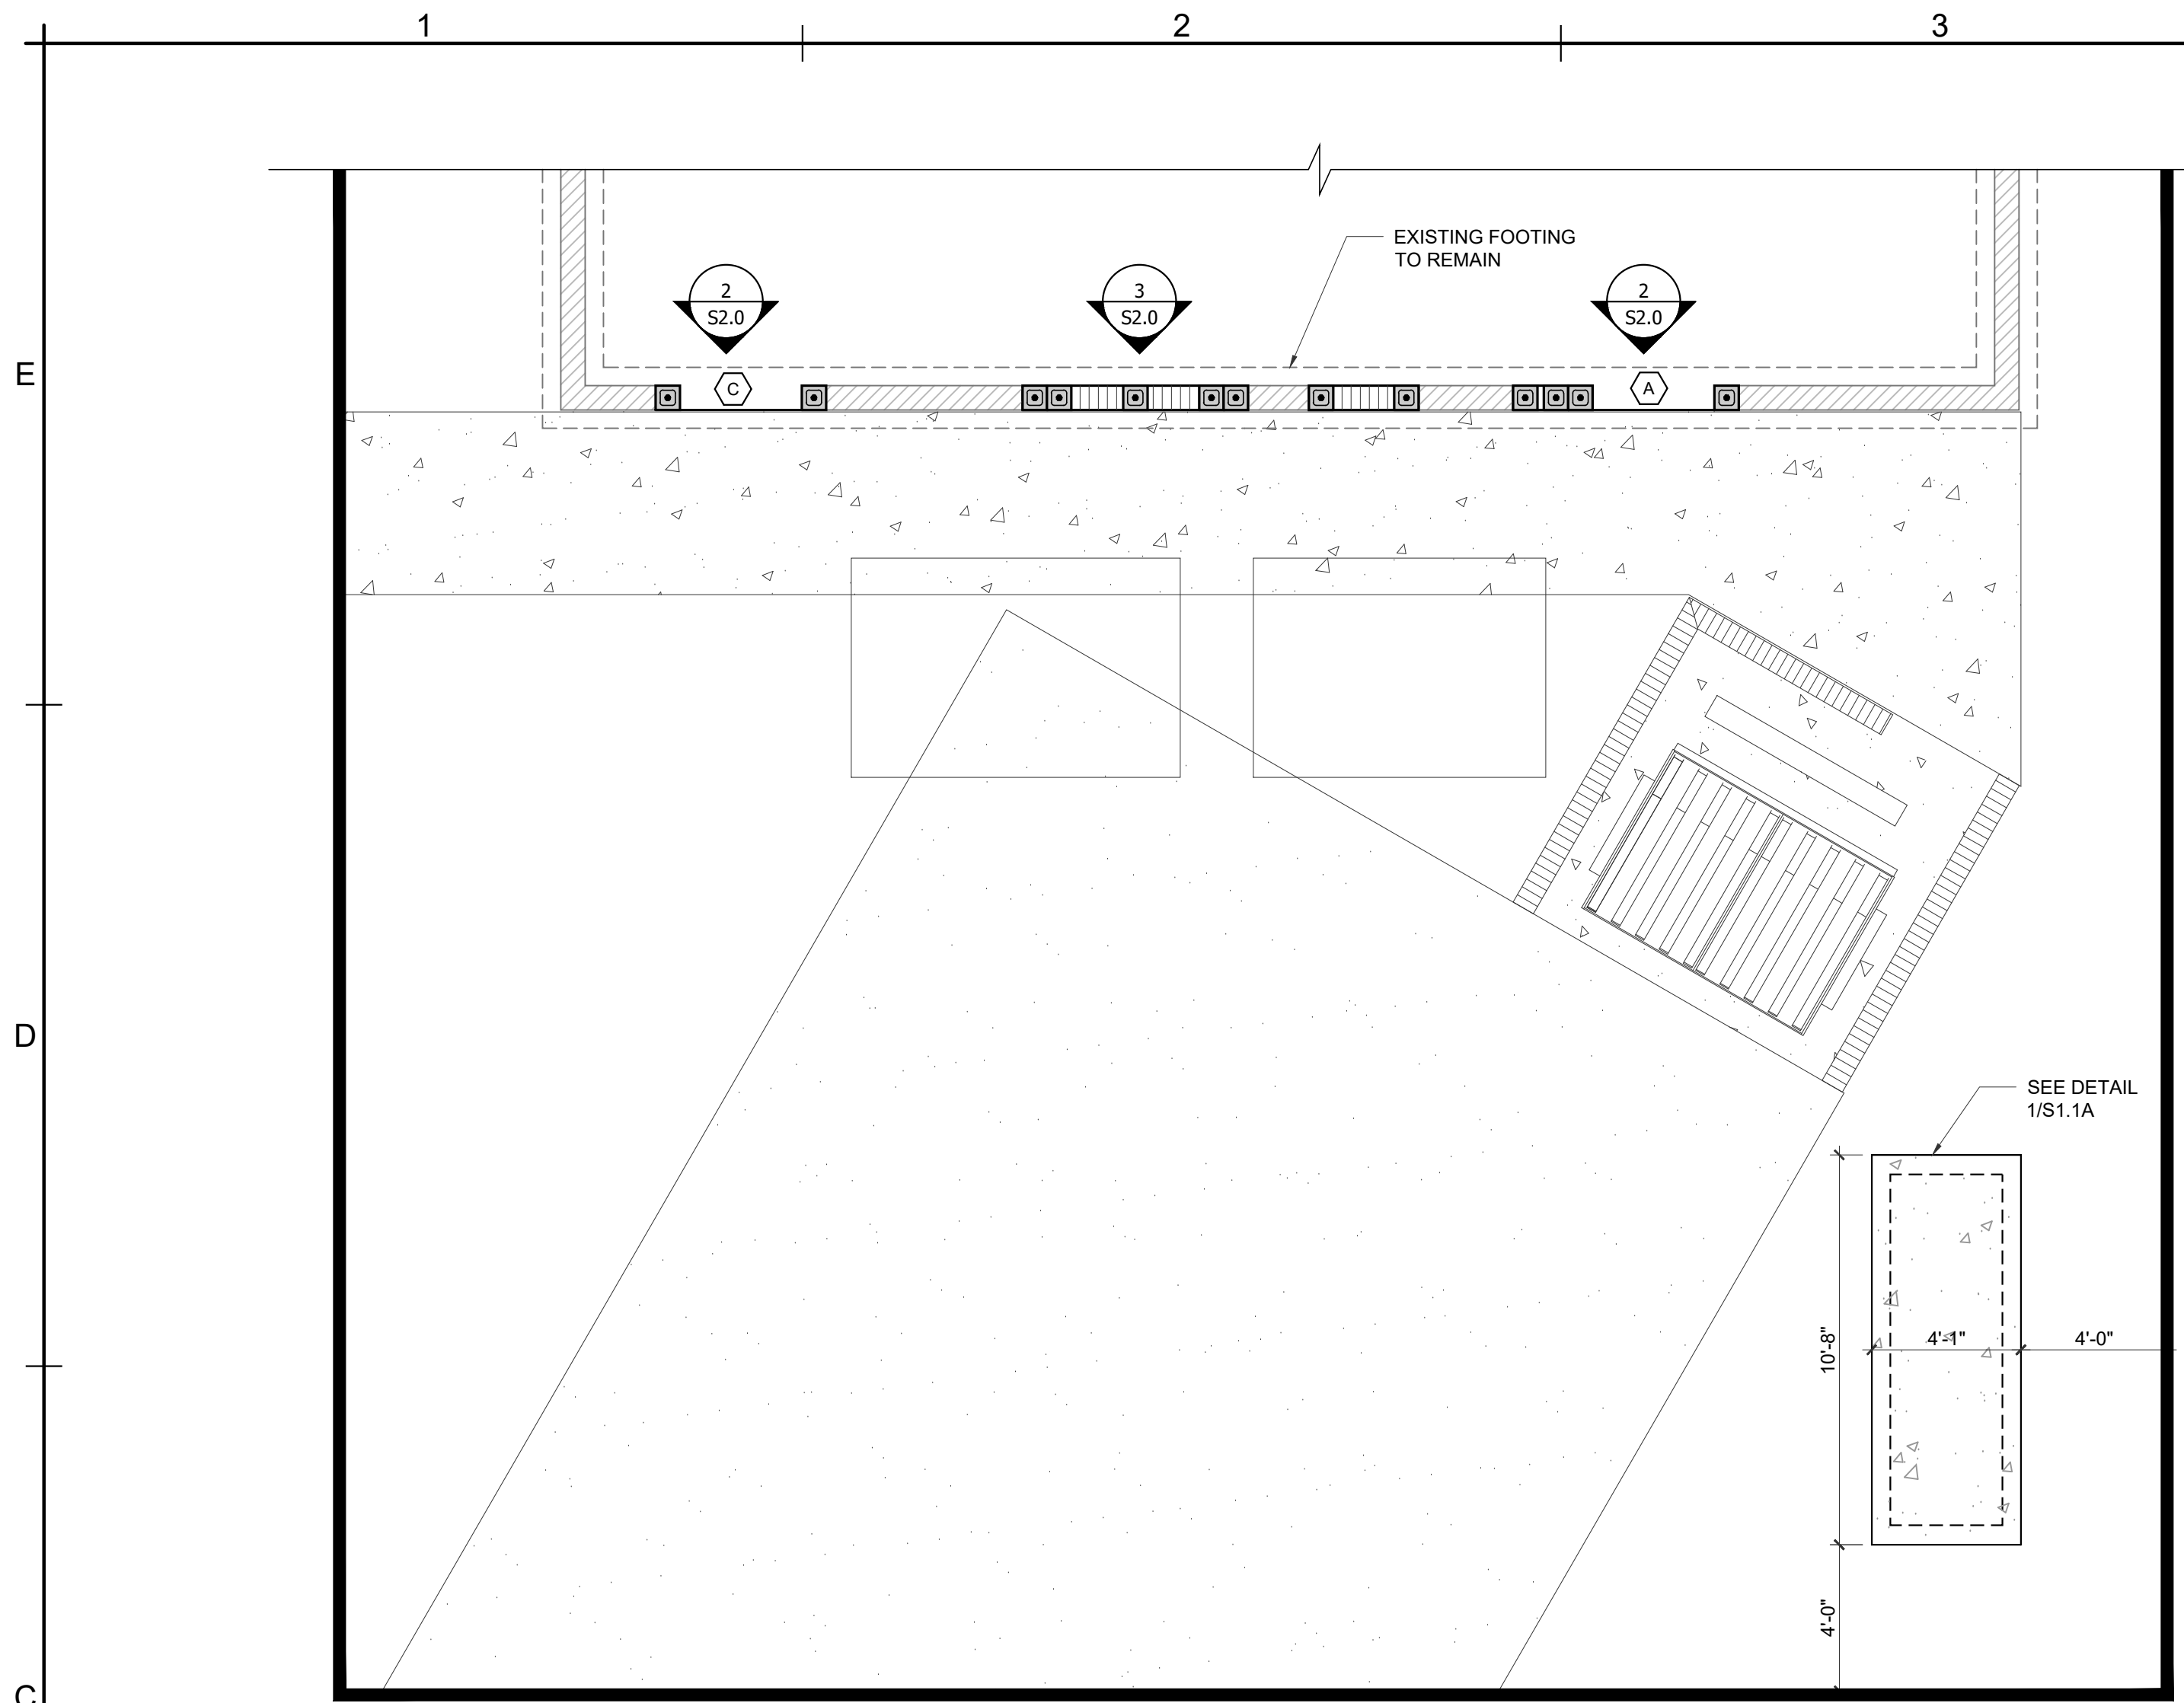 1
2
3
EXISTING FOOTING
TO REMAIN
2
S2.0
3
S2.0
2
S2.0
E
C
A
D
SEE DETAIL
1/S1.1A
10'-8"
4'-1"
4'-0"
4'-0"
C